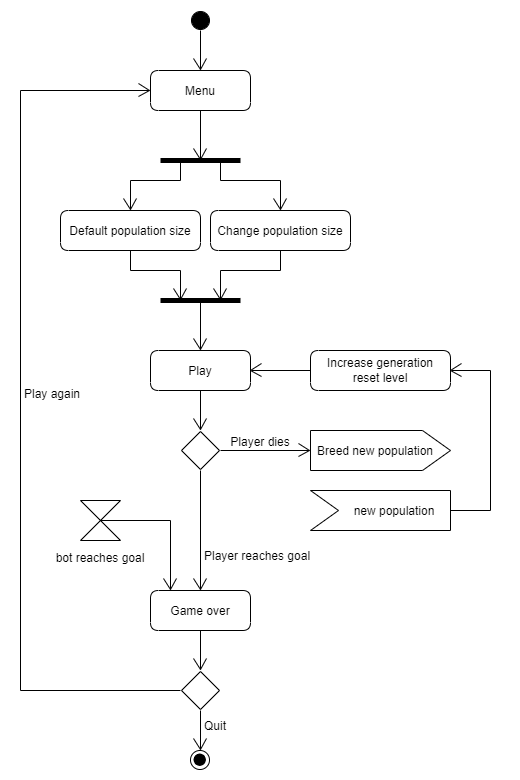 Menu
Default population size
Change population size
Play
Increase generation
reset level
Play again
Player dies
Breed new population
new population
bot reaches goal
Player reaches goal
Game over
Quit